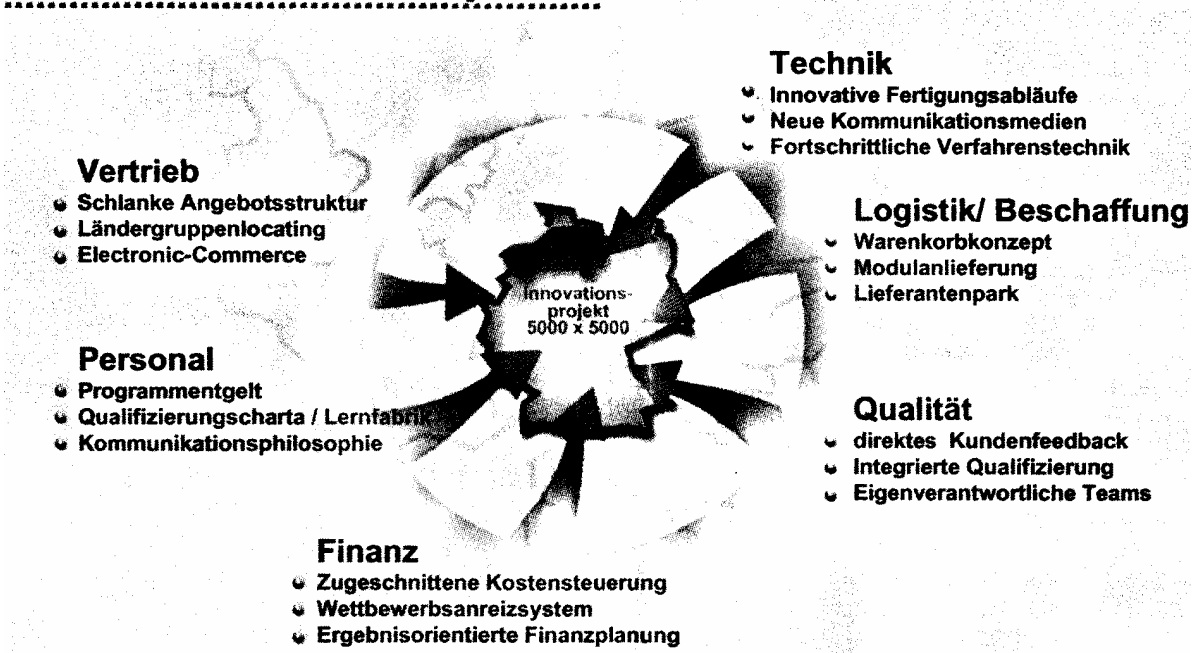 Technik
Innovative Fertigungsabläufe
Neue Kommunikationsmedien
Fortschrittliche Verfahrenstechnik
Vertrieb
Schlanke Angebotsstruktur
Ländergruppenlocating
Electronic-Commerce
Logistik/ Beschaffung
Warenkorbkonzept
Modulanlieferung
Lieferantenpark
Innovations-
projekt
5000 x 5000
Personal
Programmentgelt
Qualifizierungscharta / Lernfabrik
Kommunikationsphilosophie
Qualität
direktes Kundenfeedback
Integrierte Qualifizierung
Eigenverantwortliche Teams
Finanz
Zugeschnittene Kostensteuerung
Wettbewerbsanreizsystem
Ergebnisorientierte Finanzplanung